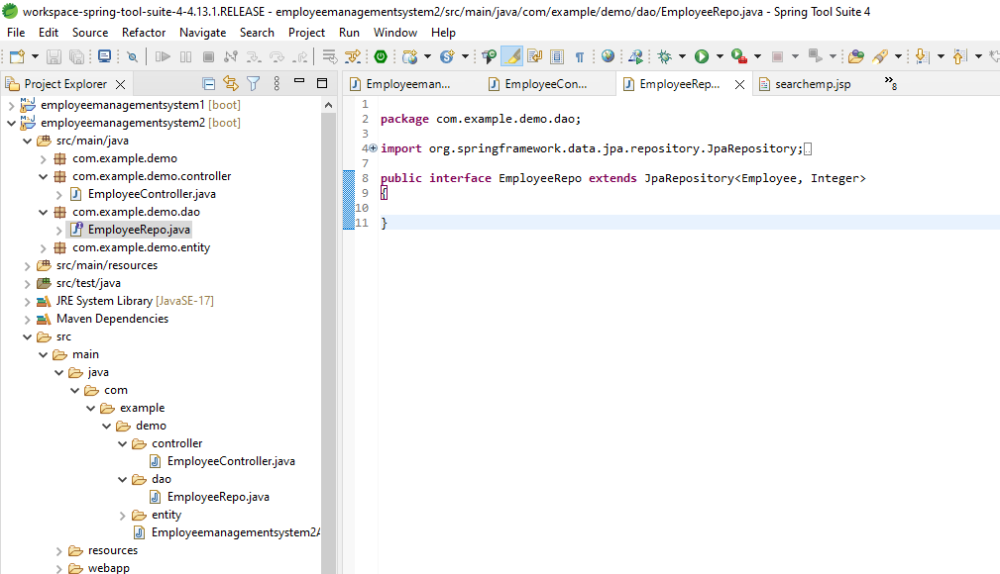 workspace-spring-tool-suite-4-4.13.1.RELEASE - employeemanagementsystem2/src/main/java/com/example/demo/dao/EmployeeRepo.java - Spring Tool Suite 4
File Edit Source Refactor Navigate Search Project Run Window Help
Project Explorer
employeemanagementsystem1 [boot]
employeemanagementsystem2 [boot]
src/main/java
com.example.demo
com.example.demo.controller
EmployeeController.java
com.example.demo.dao
EmployeeRepo.java
com.example.demo.entity
src/main/resources
src/test/java
JRE System Library [JavaSE-17]
Maven Dependencies
src
main
java
com
example
demo
controller
EmployeeController.java
dao
EmployeeRepo.java
entity
Employeemanagementsystem2A
resources
webapp
Employeeman... EmployeeCon... EmployeeRep... searchemp.jsp »8
1
2 package com.example.demo.dao;
3
4 import org.springframework.data.jpa.repository.JpaRepository;
7
8 public interface EmployeeRepo extends JpaRepository<Employee, Integer>
9 {
10
11 }